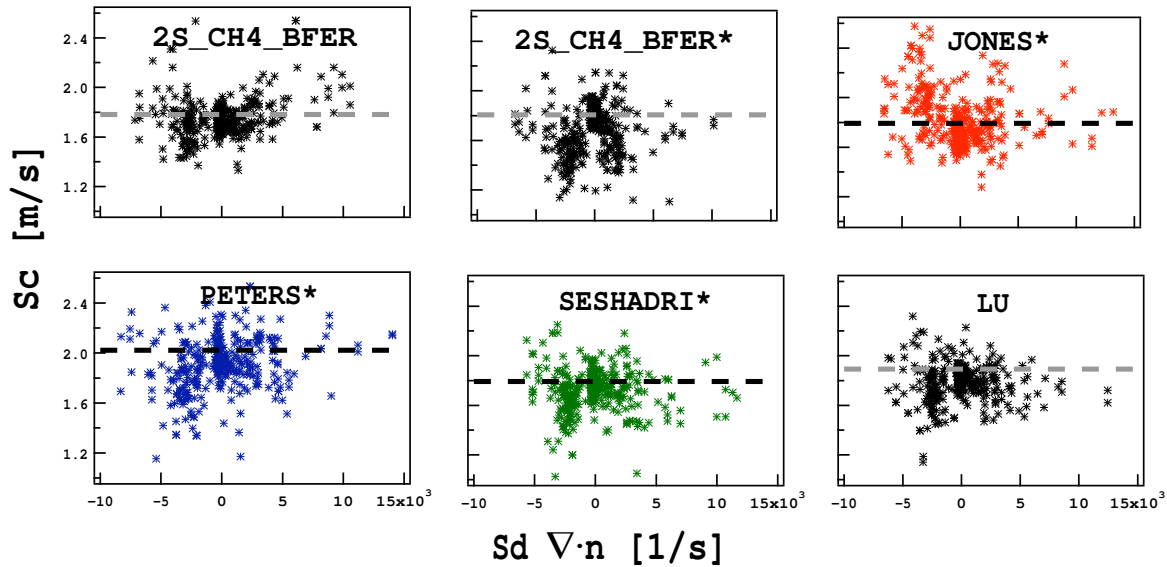 2S_CH4_BFER
2S_CH4_BFER*
JONES*
2.4
2.0
1.6
1.2
Sc [m/s]
PETERS*
SESHADRI*
LU
2.4
2.0
1.6
1.2
-10 -5 0 5 10 15x10³
-10 -5 0 5 10 15x10³
-10 -5 0 5 10 15x10³
Sd ∇·n [1/s]